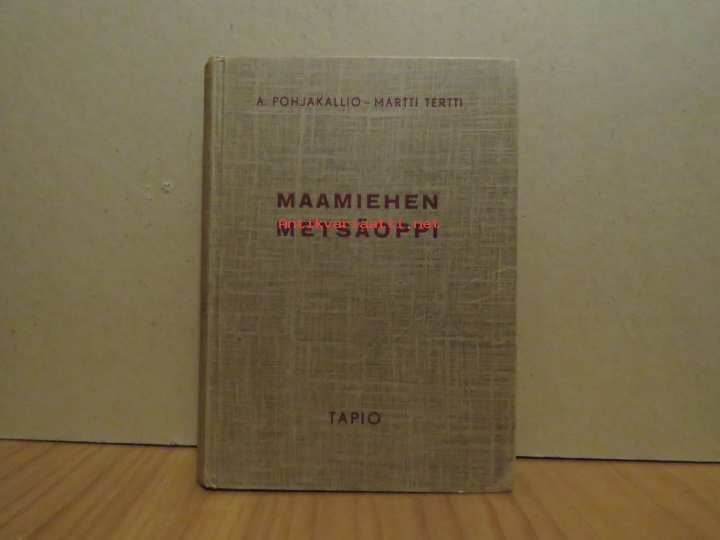 A. POHJAKALLIO – MARTTI TERTTI
MAAMIEHEN
Antikvariaatti.net
METSÄOPPI
TAPIO